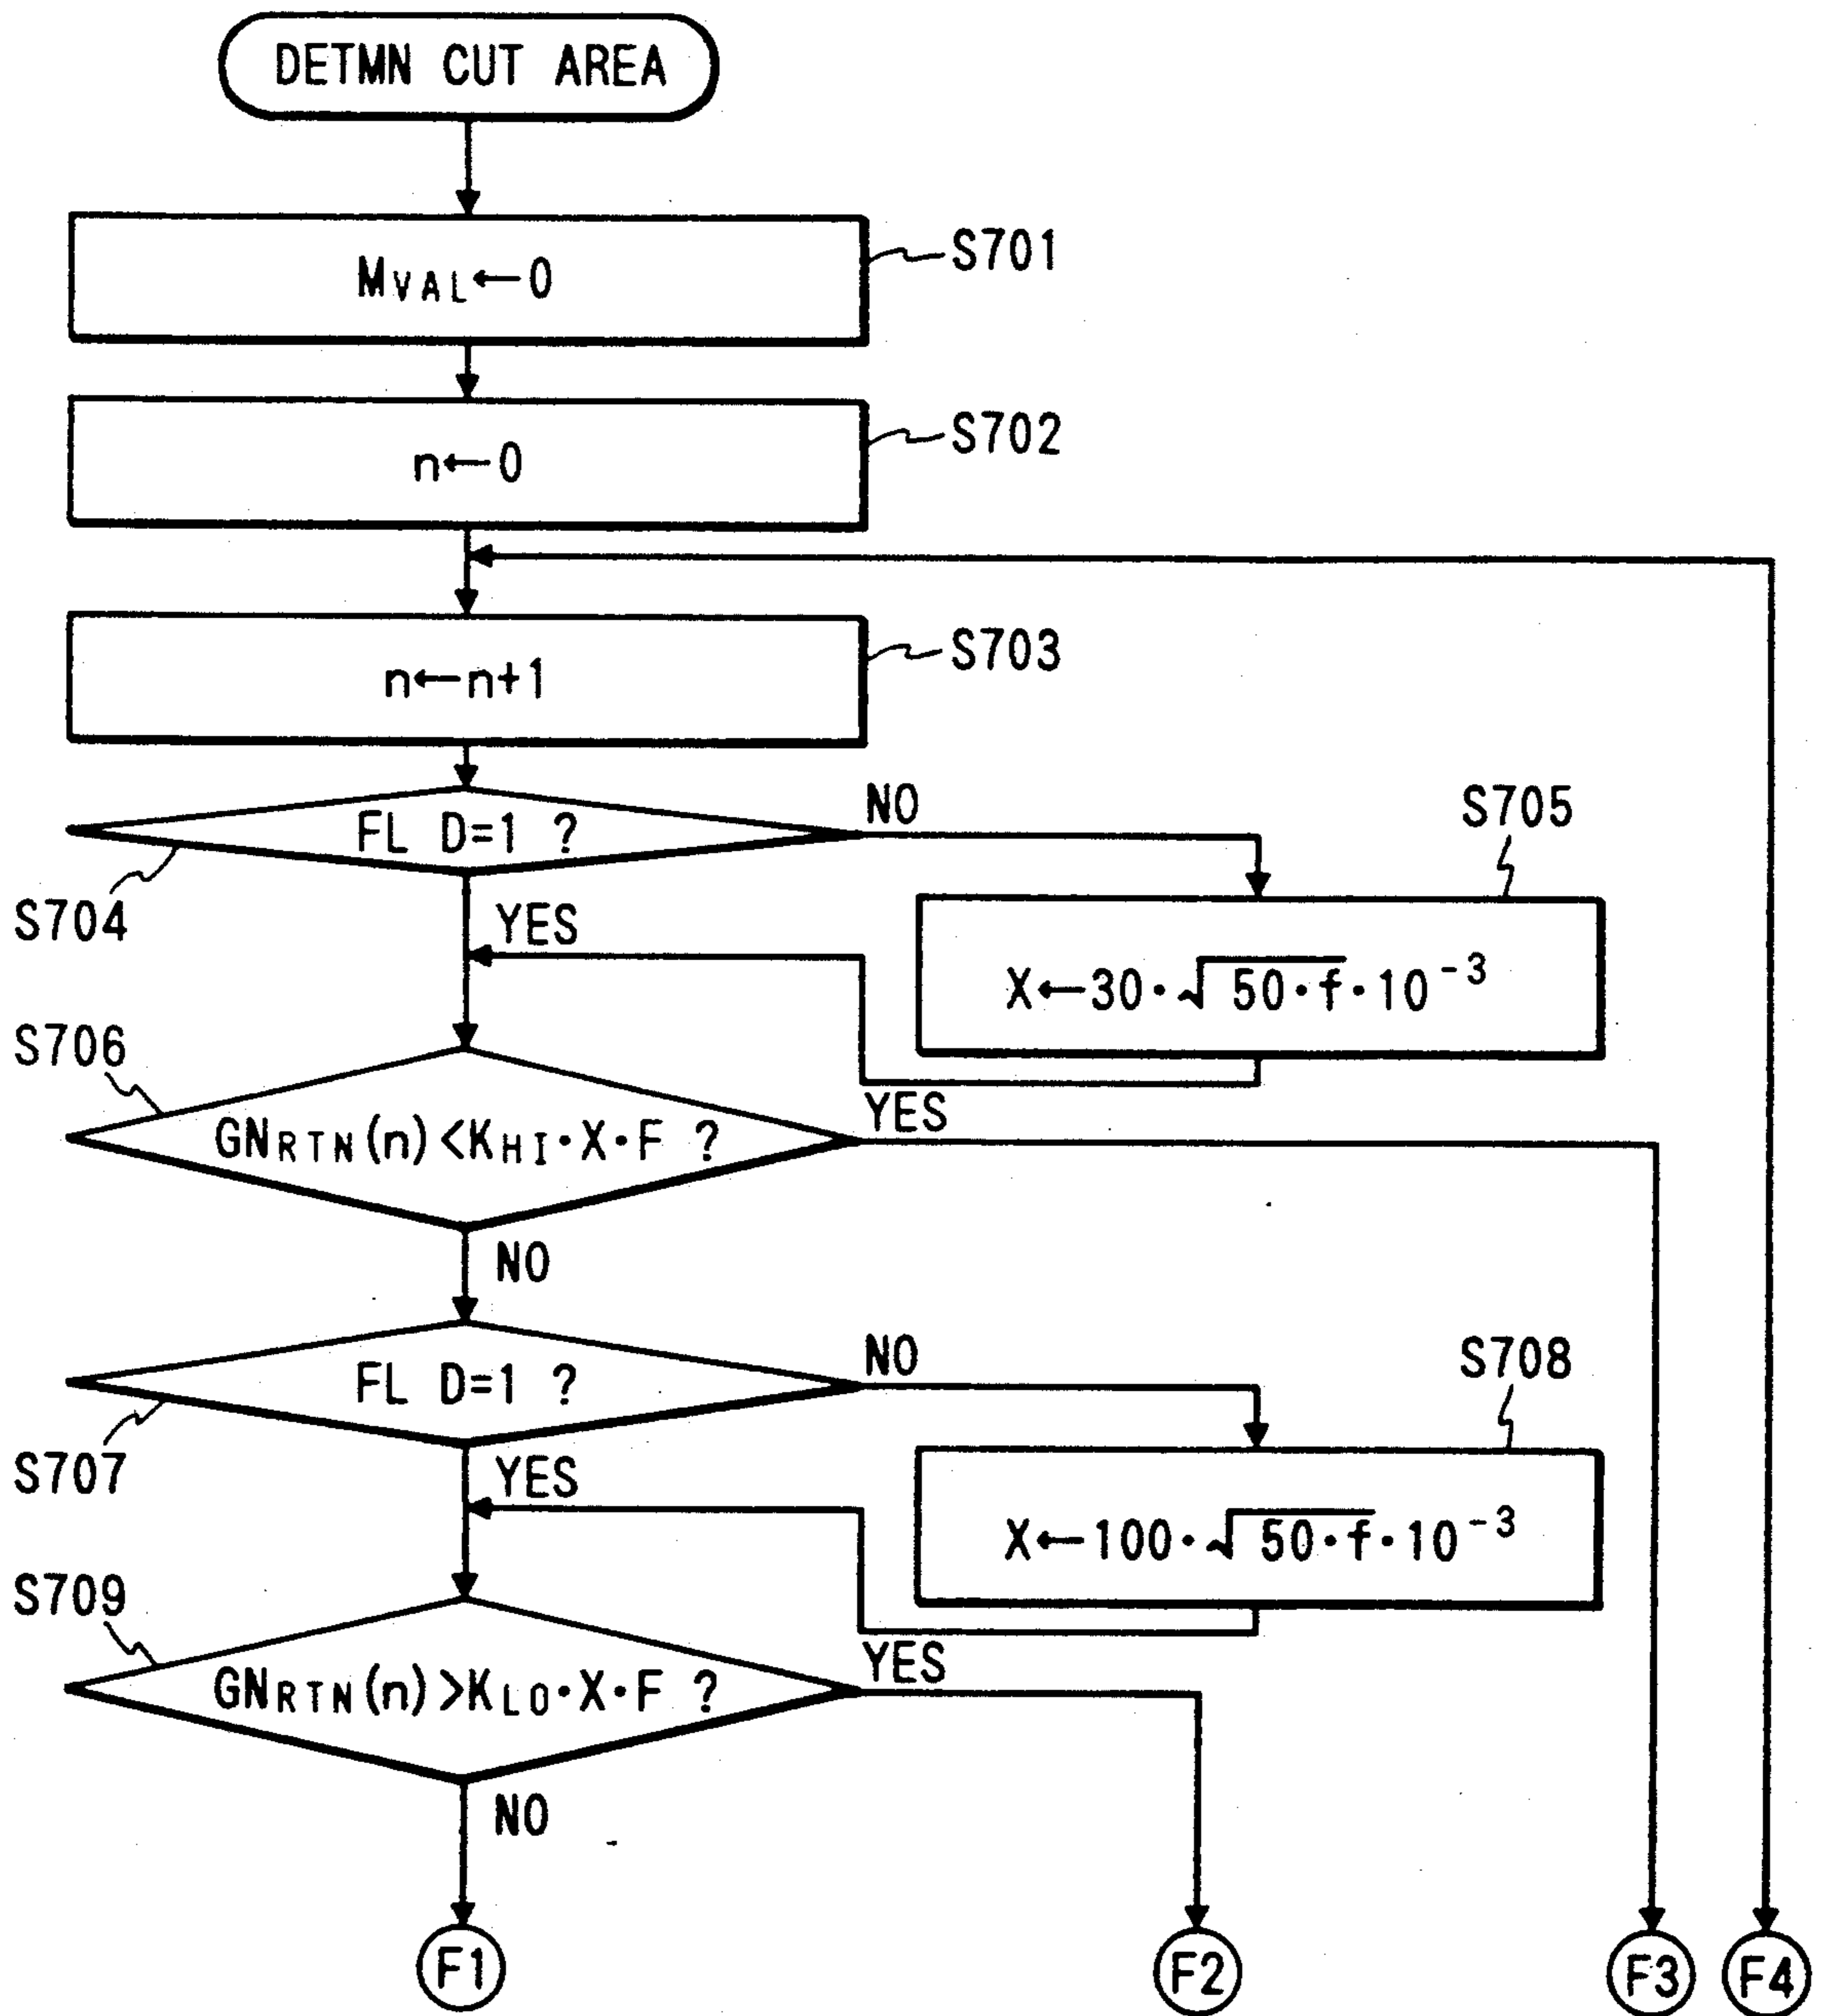 DETMN CUT AREA
MVAL←0
S701
n←0
S702
n←n+1
S703
FL D=1 ?
NO
S704
YES
S705
X←30·√50·f·10⁻³
S706
GNRTN(n)<KHI·X·F ?
YES
NO
FL D=1 ?
NO
S707
YES
S708
X←100·√50·f·10⁻³
S709
GNRTN(n)>KLO·X·F ?
YES
NO
F1
F2
F3
F4